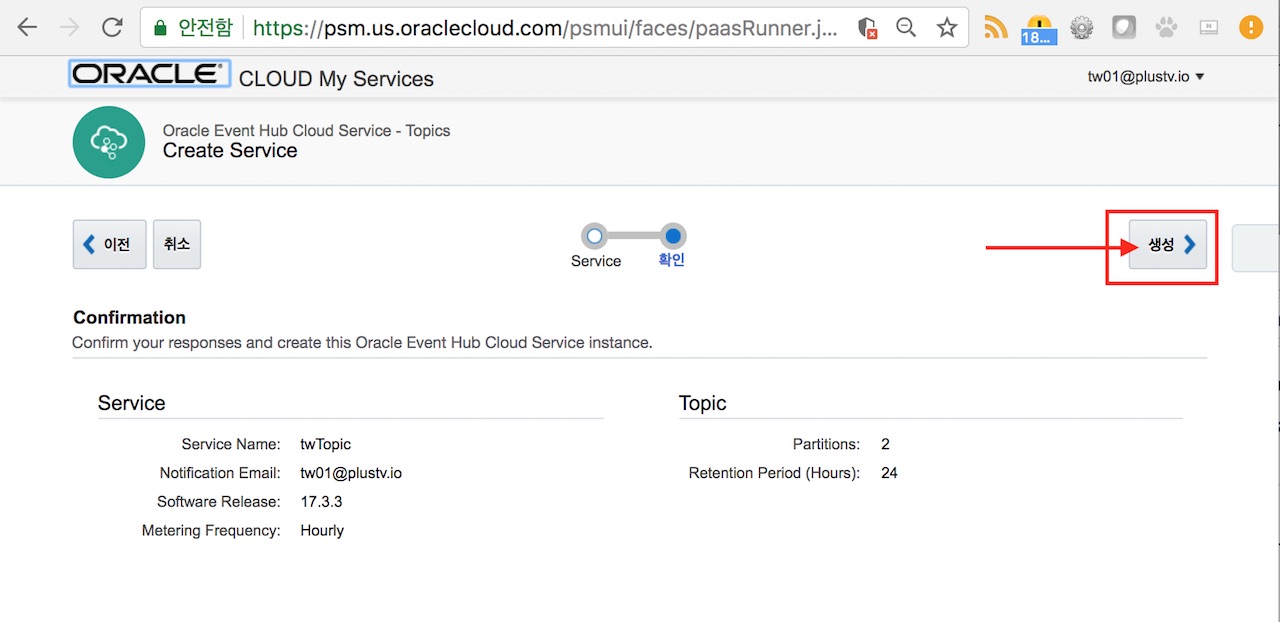 안전함 https://psm.us.oraclecloud.com/psmui/faces/paasRunner.j...
18...
N
ORACLE® CLOUD My Services
tw01@plustv.io
Oracle Event Hub Cloud Service - Topics
Create Service
이전 취소
Service 확인
생성
Confirmation
Confirm your responses and create this Oracle Event Hub Cloud Service instance.
Service
Service Name: twTopic
Notification Email: tw01@plustv.io
Software Release: 17.3.3
Metering Frequency: Hourly
Topic
Partitions: 2
Retention Period (Hours): 24